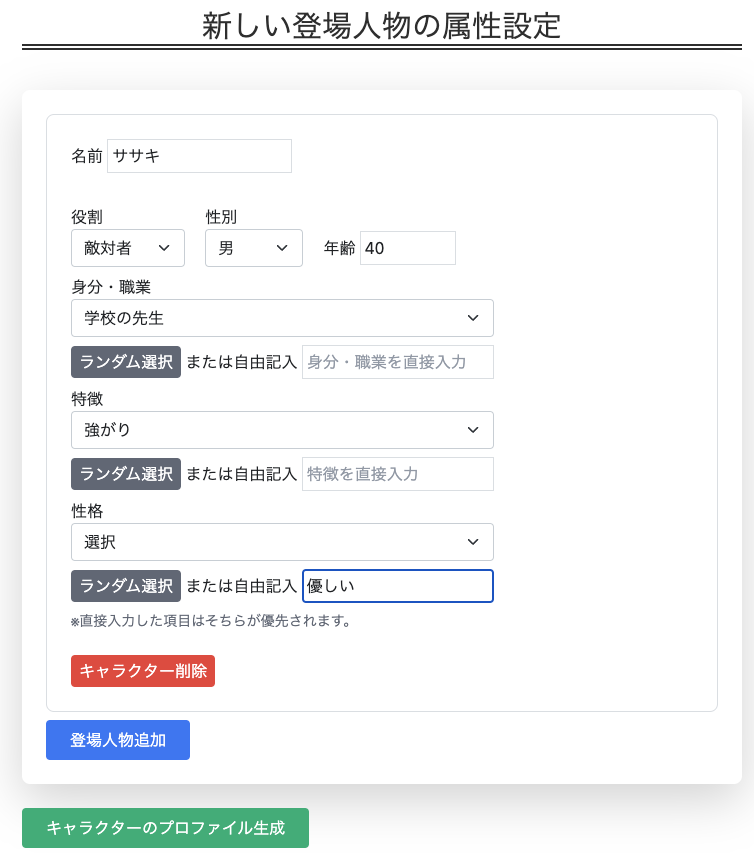 新しい登場人物の属性設定
名前 ササキ
役割 性別
敵対者 男 年齢 40
身分・職業
学校の先生
ランダム選択 または自由記入 身分・職業を直接入力
特徴
強がり
ランダム選択 または自由記入 特徴を直接入力
性格
選択
ランダム選択 または自由記入 優しい
※直接入力した項目はそちらが優先されます。
キャラクター削除
登場人物追加
キャラクターのプロファイル生成